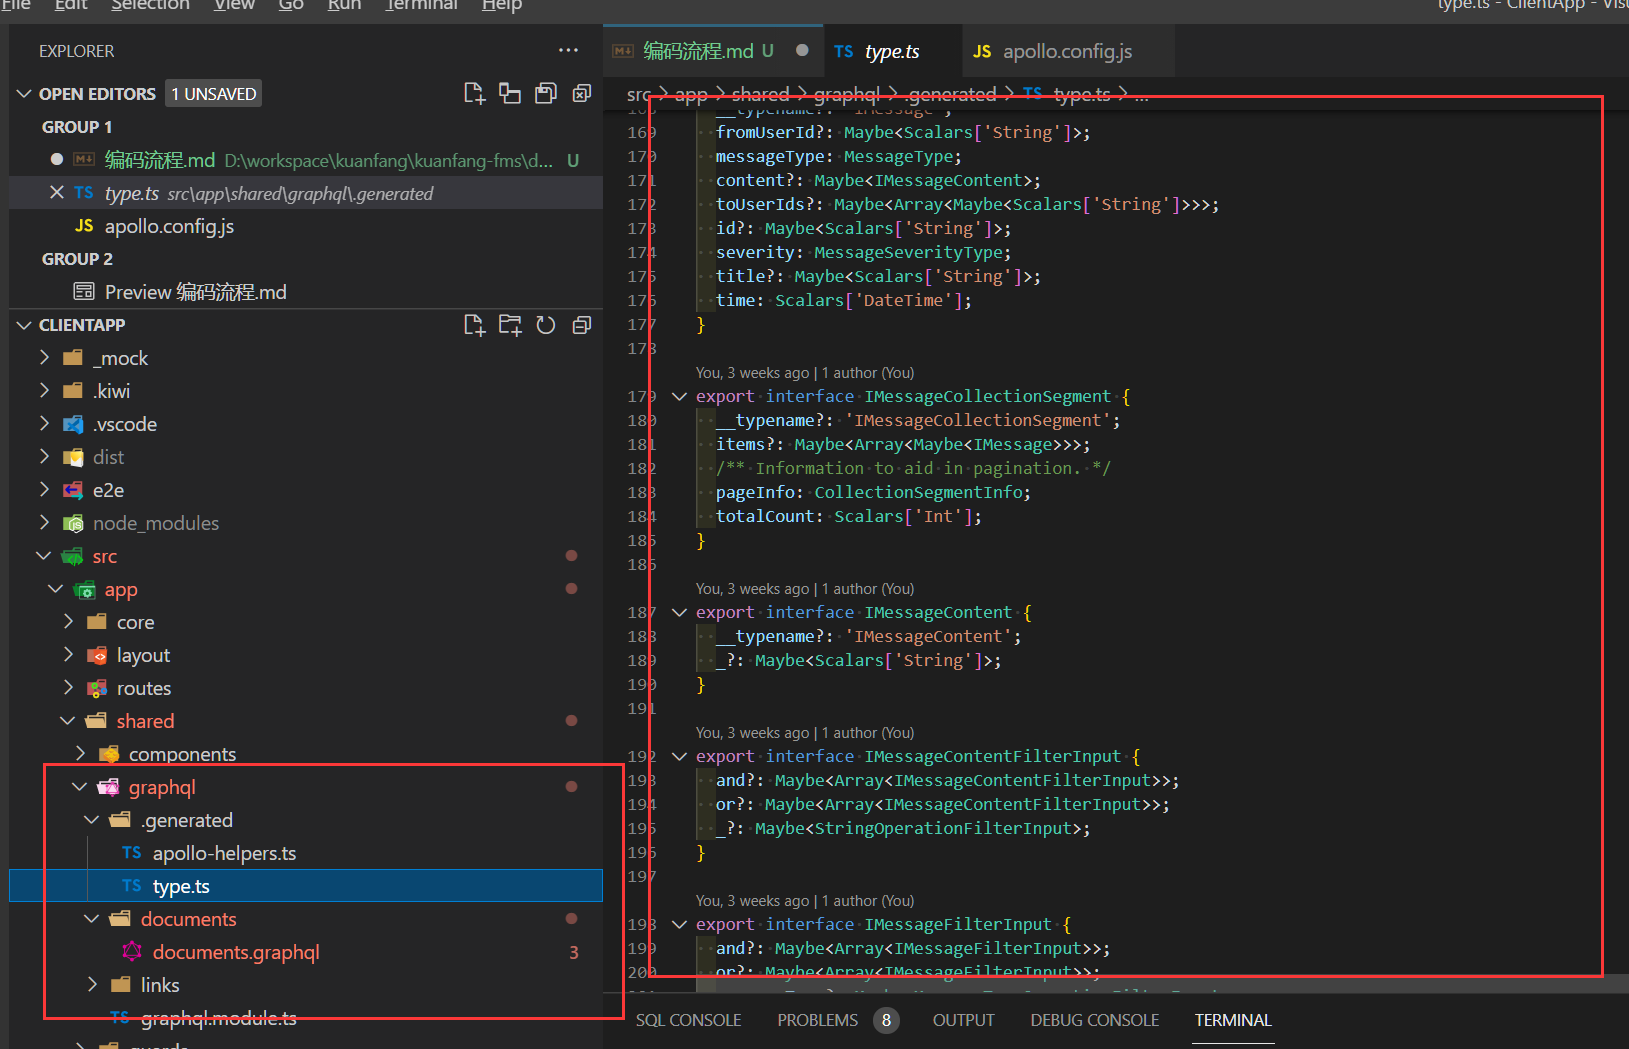 File Edit Selection View Go Run Terminal Help
type.ts - ClientApp - Visu
EXPLORER
OPEN EDITORS 1 UNSAVED
GROUP 1
编码流程.md D:\workspace\kuanfang\kuanfang-fms\d... U
TS type.ts src\app\shared\graphql\.generated
JS apollo.config.js
GROUP 2
Preview 编码流程.md
CLIENTAPP
_mock
.kiwi
.vscode
dist
e2e
node_modules
src
app
core
layout
routes
shared
components
graphql
.generated
TS apollo-helpers.ts
TS type.ts
documents
documents.graphql 3
links
TS graphql.module.ts
guards
编码流程.md U
TS type.ts
JS apollo.config.js
src > app > shared > graphql > .generated > TS type.ts > ...
168 __typename?: 'IMessage';
169 fromUserId?: Maybe<Scalars['String']>;
170 messageType: MessageType;
171 content?: Maybe<IMessageContent>;
172 toUserIds?: Maybe<Array<Maybe<Scalars['String']>>>;
173 id?: Maybe<Scalars['String']>;
174 severity: MessageSeverityType;
175 title?: Maybe<Scalars['String']>;
176 time: Scalars['DateTime'];
177 }
178
You, 3 weeks ago | 1 author (You)
179 export interface IMessageCollectionSegment {
180 __typename?: 'IMessageCollectionSegment';
181 items?: Maybe<Array<Maybe<IMessage>>>;
182 /** Information to aid in pagination. */
183 pageInfo: CollectionSegmentInfo;
184 totalCount: Scalars['Int'];
185 }
186
You, 3 weeks ago | 1 author (You)
187 export interface IMessageContent {
188 __typename?: 'IMessageContent';
189 _?: Maybe<Scalars['String']>;
190 }
191
You, 3 weeks ago | 1 author (You)
192 export interface IMessageContentFilterInput {
193 and?: Maybe<Array<IMessageContentFilterInput>>;
194 or?: Maybe<Array<IMessageContentFilterInput>>;
195 _?: Maybe<StringOperationFilterInput>;
196 }
197
You, 3 weeks ago | 1 author (You)
198 export interface IMessageFilterInput {
199 and?: Maybe<Array<IMessageFilterInput>>;
200 or?: Maybe<Array<IMessageFilterInput>>;
SQL CONSOLE PROBLEMS 8 OUTPUT DEBUG CONSOLE TERMINAL